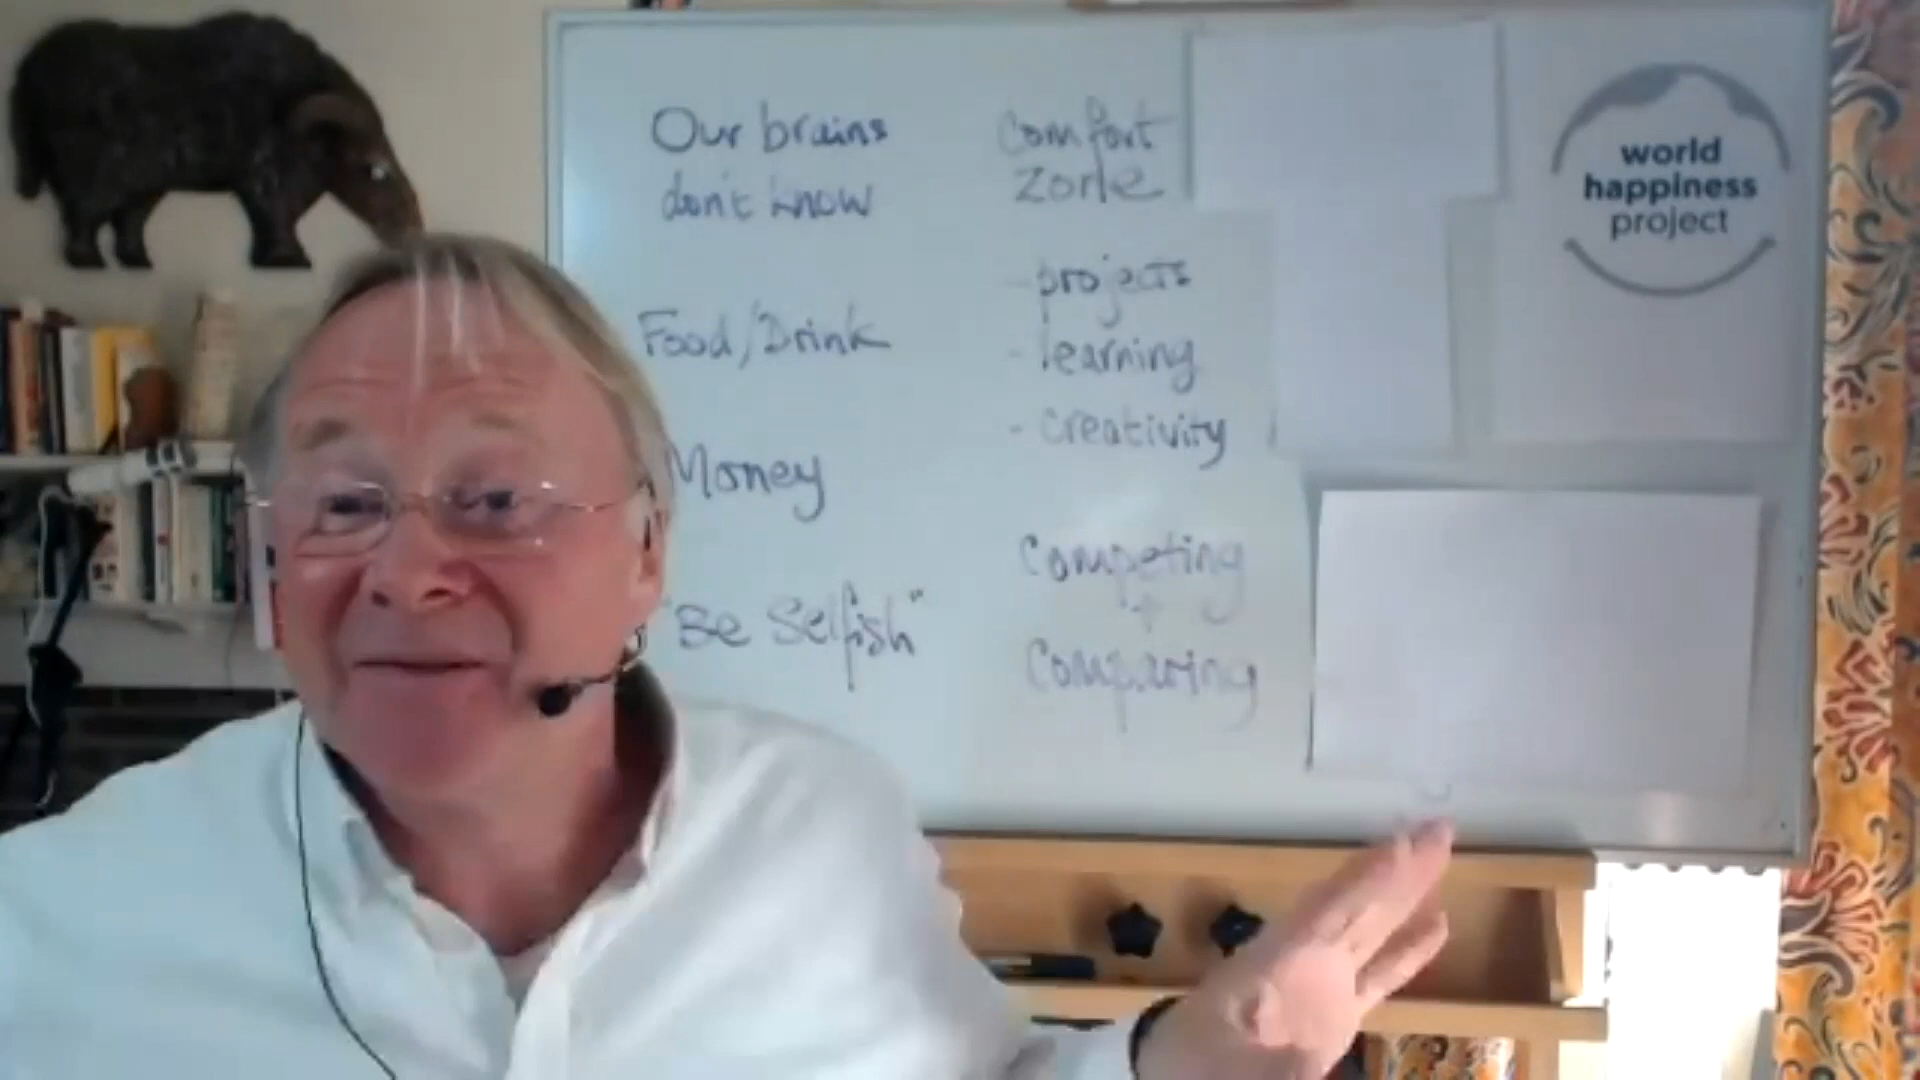 Our brains
don't know
Food/Drink
Money
"Be Selfish"
Comfort
Zone
- projects
- learning
- creativity
Competing
+
Comparing
world
happiness
project